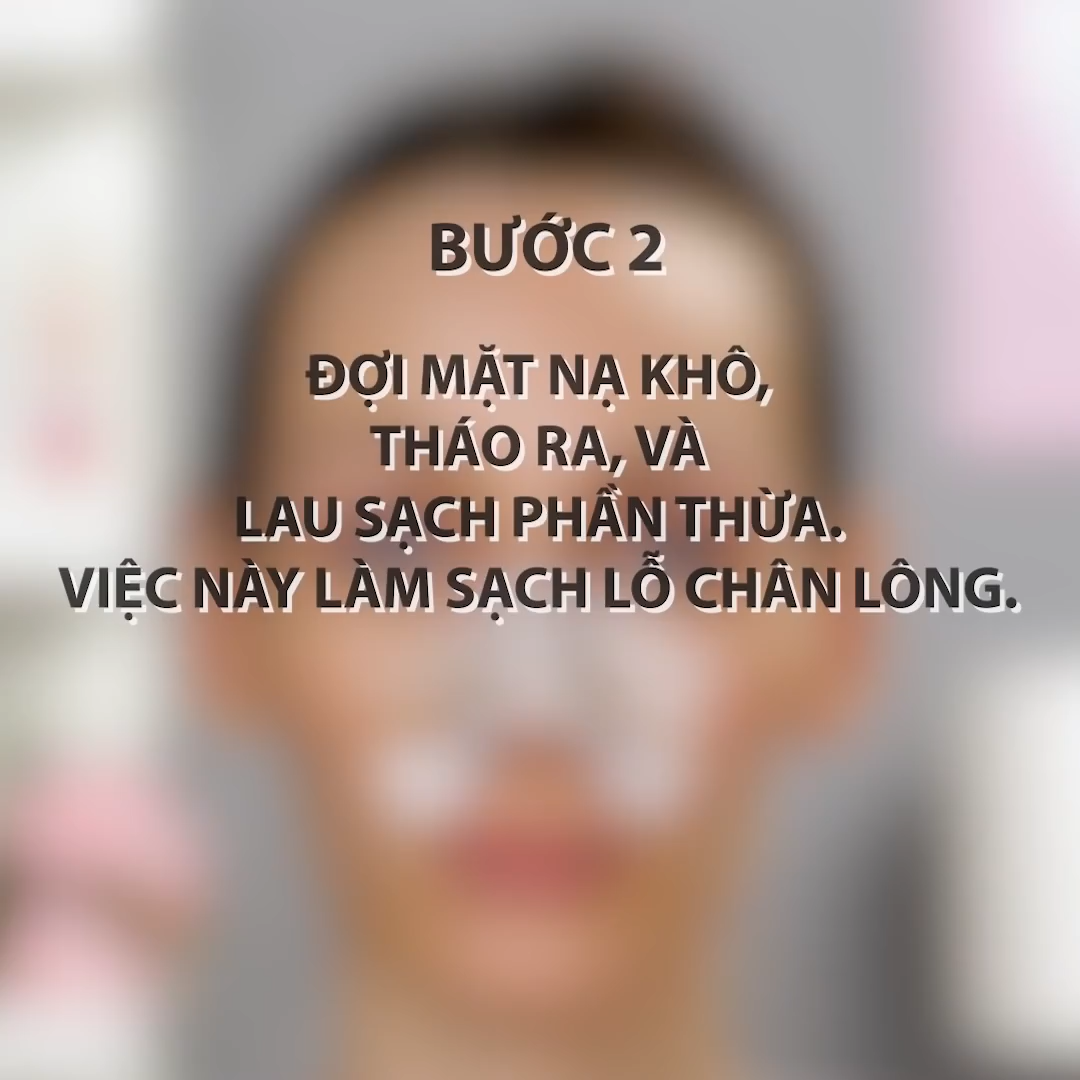 BƯỚC 2
ĐỢI MẶT NẠ KHÔ,
THÁO RA, VÀ
LAU SẠCH PHẦN THỪA.
VIỆC NÀY LÀM SẠCH LỖ CHÂN LÔNG.